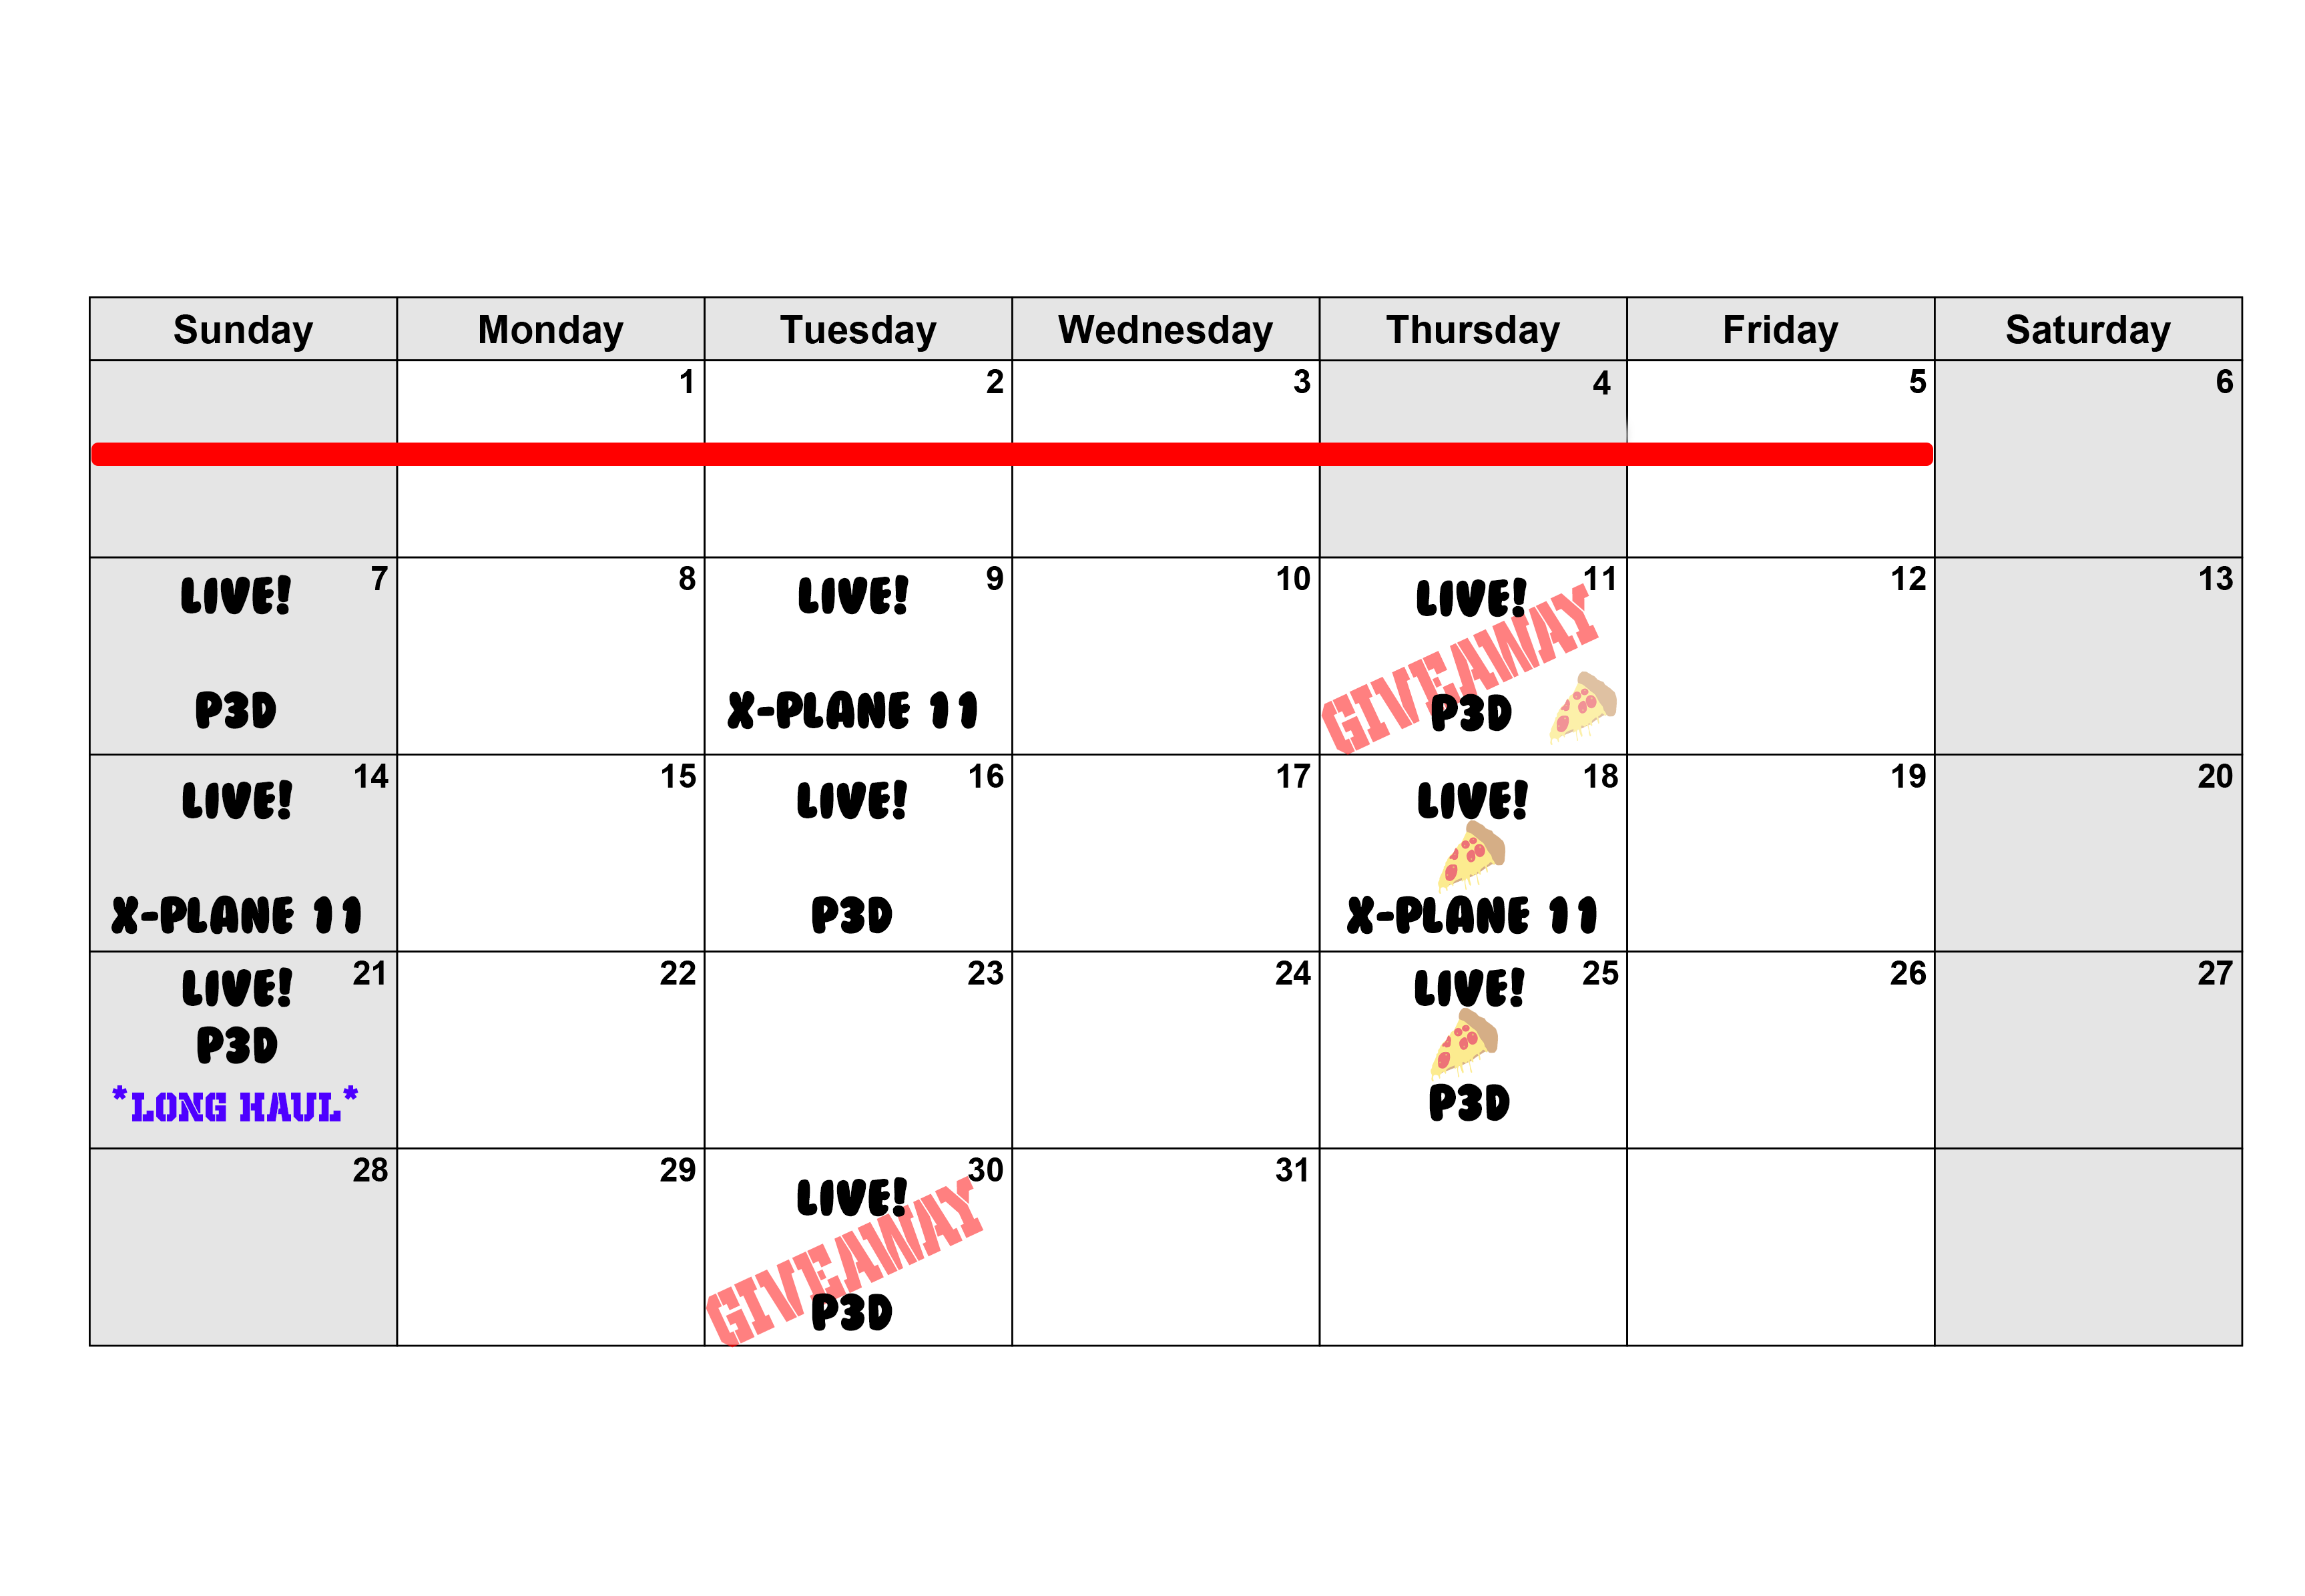 Sunday Monday Tuesday Wednesday Thursday Friday Saturday
1 2 3 4 5 6
7 8 9 10 11 12 13
LIVE! LIVE! LIVE!
GIVEAWAY
P3D X-PLANE 11 P3D
14 15 16 17 18 19 20
LIVE! LIVE! LIVE!
X-PLANE 11 P3D X-PLANE 11
21 22 23 24 25 26 27
LIVE! LIVE!
P3D
*LONG HAUL* P3D
28 29 30 31
LIVE!
GIVEAWAY
P3D